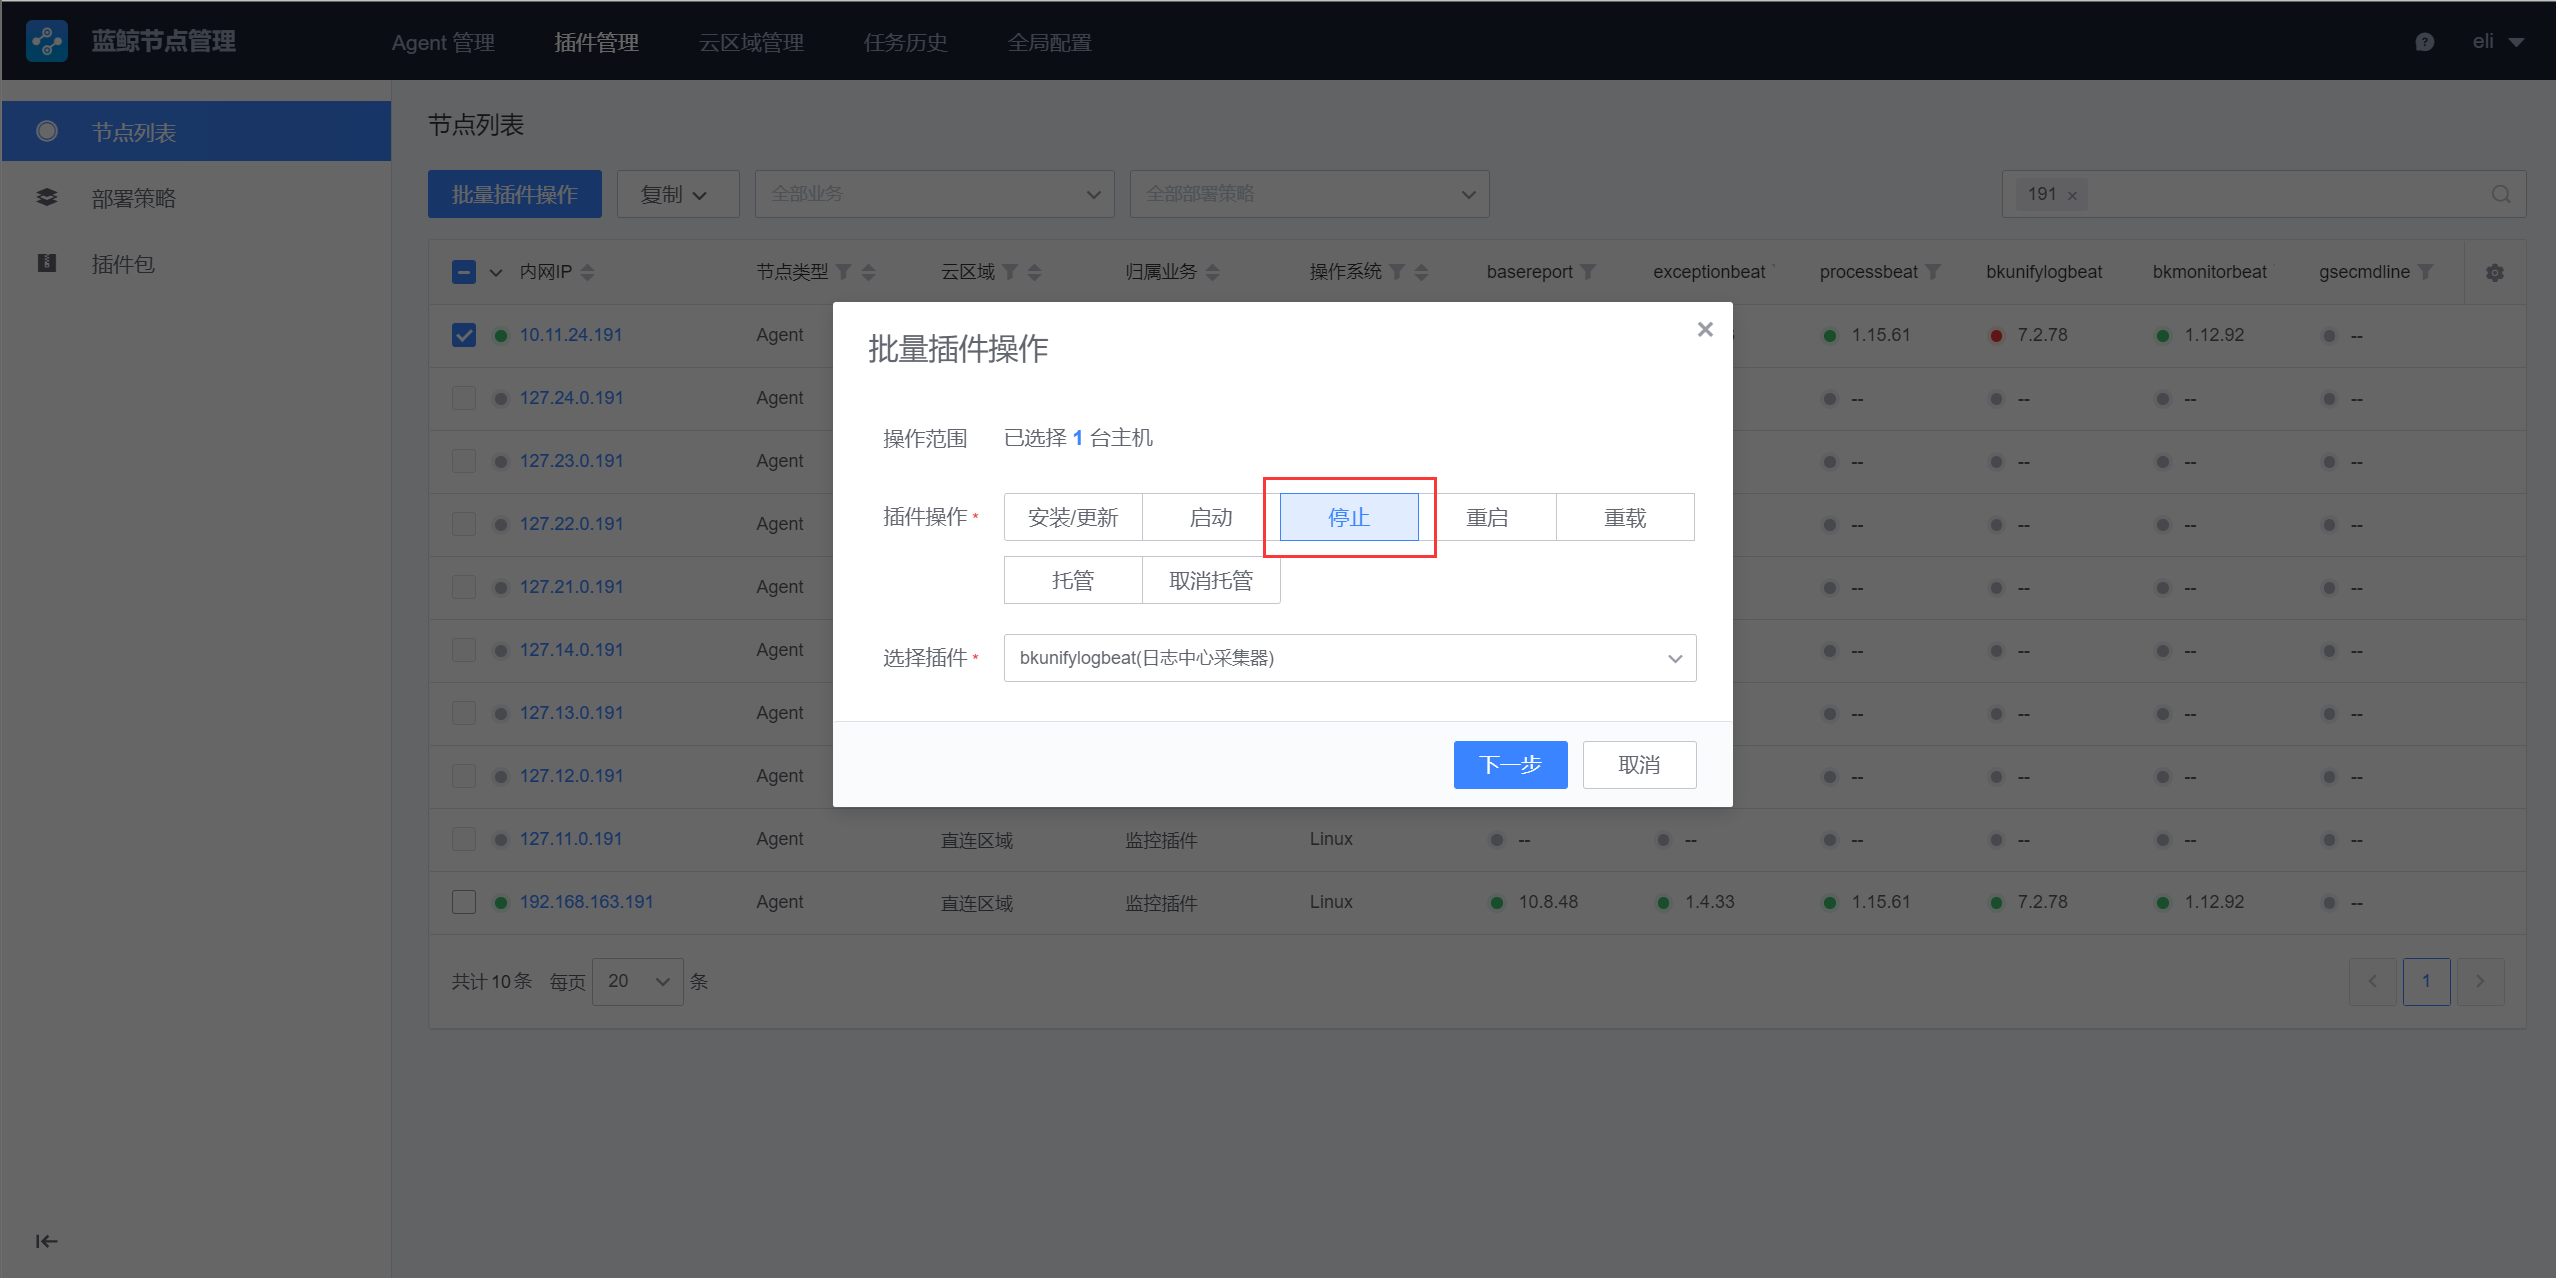 蓝鲸节点管理 Agent 管理 插件管理 云区域管理 任务历史 全局配置 eli
节点列表
部署策略
插件包
节点列表
批量插件操作 复制 全部业务 全部部署策略 191 ×
内网IP 节点类型 云区域 归属业务 操作系统 basereport exceptionbeat processbeat bkunifylogbeat bkmonitorbeat gsecmdline
10.11.24.191 Agent 1.15.61 7.2.78 1.12.92 --
127.24.0.191 Agent -- -- -- --
127.23.0.191 Agent -- -- -- --
127.22.0.191 Agent -- -- -- --
127.21.0.191 Agent -- -- -- --
127.14.0.191 Agent -- -- -- --
127.13.0.191 Agent -- -- -- --
127.12.0.191 Agent -- -- -- --
127.11.0.191 Agent 直连区域 监控插件 Linux -- -- -- -- -- --
192.168.163.191 Agent 直连区域 监控插件 Linux 10.8.48 1.4.33 1.15.61 7.2.78 1.12.92 --
共计10条 每页 20 条 1
批量插件操作
操作范围 已选择 1 台主机
插件操作 * 安装/更新 启动 停止 重启 重载
托管 取消托管
选择插件 * bkunifylogbeat(日志中心采集器)
下一步 取消